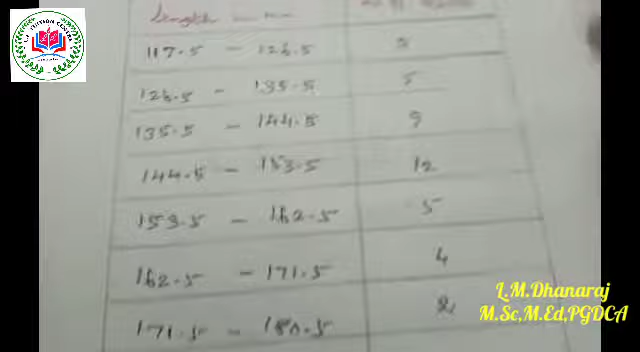 Length
117.5 - 126.5 3
126.5 - 135.5 5
135.5 - 144.5 9
144.5 - 153.5 12
153.5 - 162.5 5
162.5 - 171.5 4
171.5 - 180.5 2
L.M.Dhanaraj
M.Sc,M.Ed,PGDCA